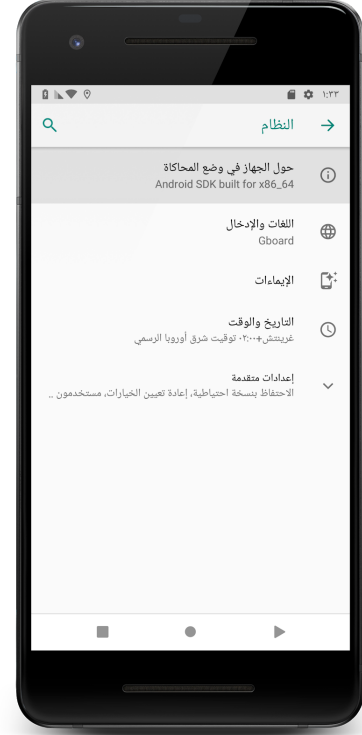 ١:٣٣
النظام
حول الجهاز في وضع المحاكاة
Android SDK built for x86_64
اللغات والإدخال
Gboard
الإيماءات
التاريخ والوقت
غرينتش+٠٢:٠٠ توقيت شرق أوروبا الرسمي
إعدادات متقدمة
الاحتفاظ بنسخة احتياطية، إعادة تعيين الخيارات، مستخدمون ..